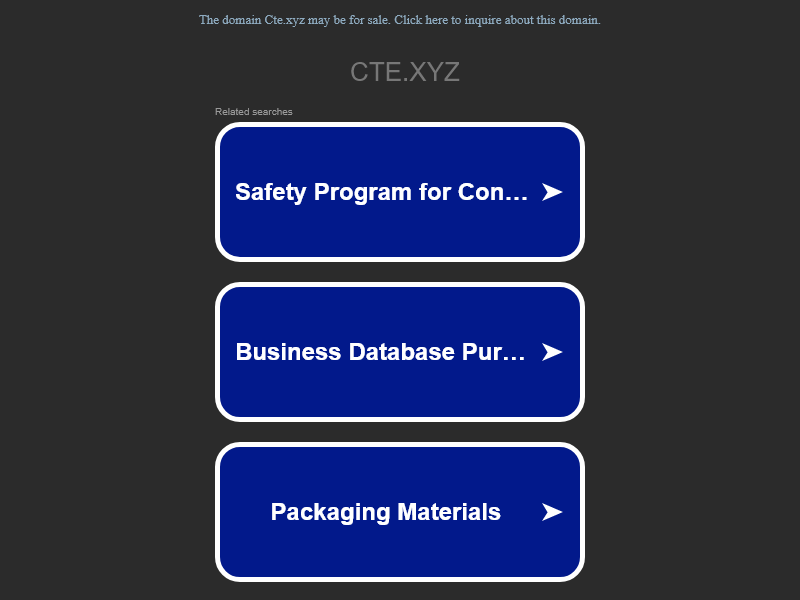 The domain Cte.xyz may be for sale. Click here to inquire about this domain.
CTE.XYZ
Related searches
Safety Program for Con...
Business Database Pur...
Packaging Materials